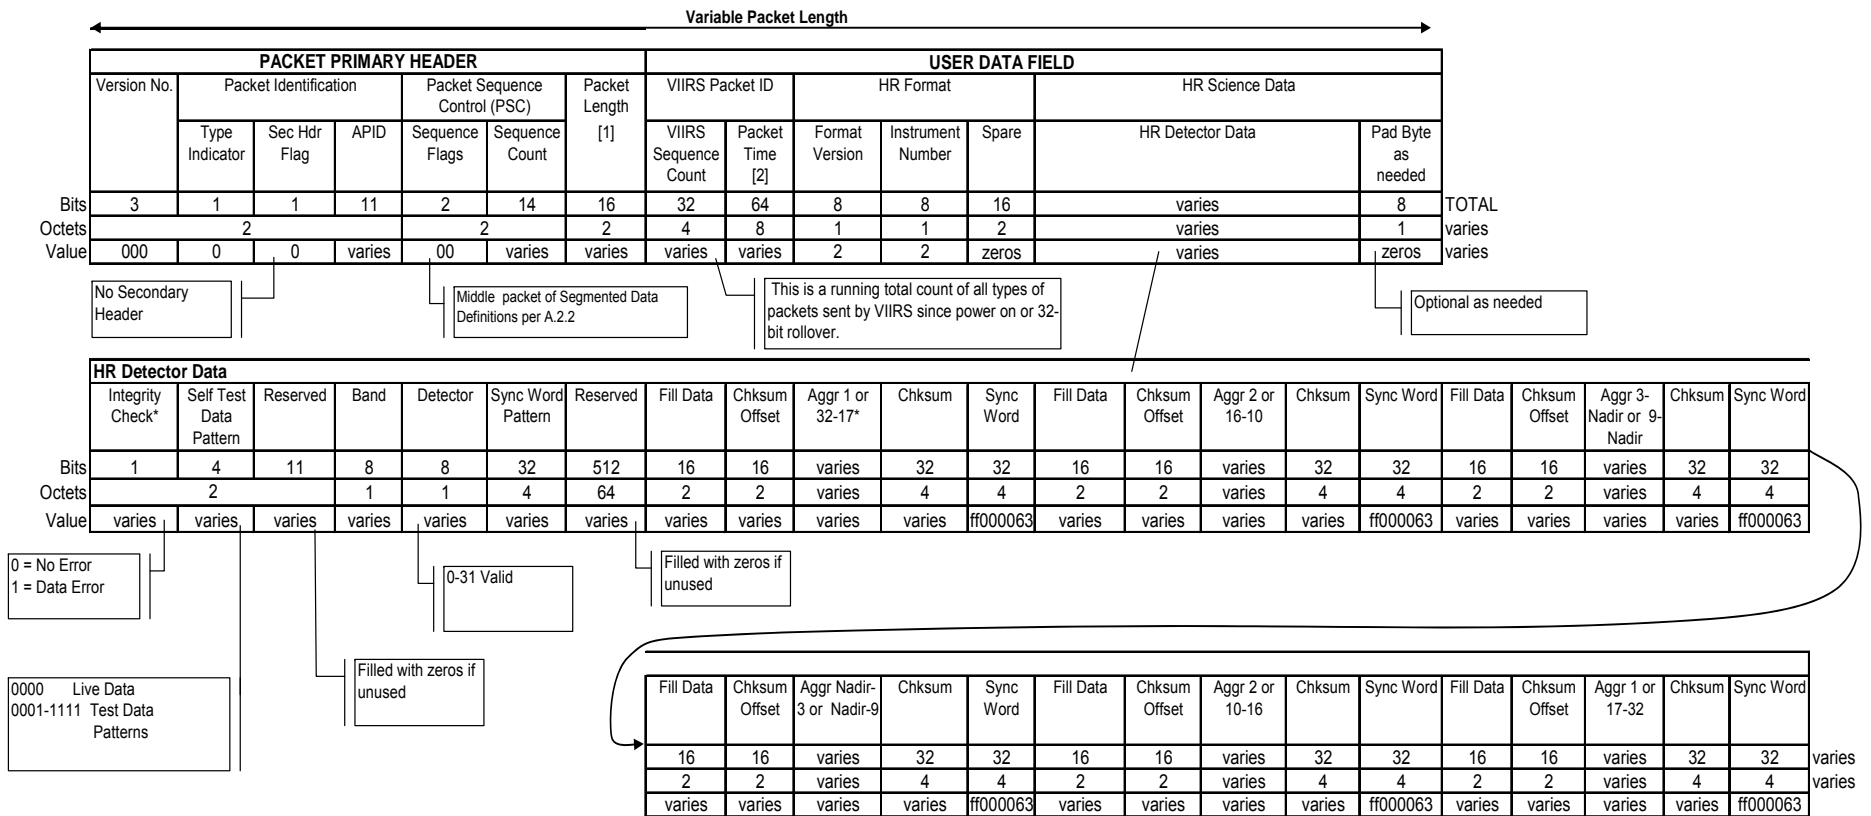 Variable Packet Length
PACKET PRIMARY HEADER USER DATA FIELD
Version No. Packet Identification Packet Sequence Control (PSC) Packet Length [1] VIIRS Packet ID HR Format HR Science Data
Type Indicator Sec Hdr Flag APID Sequence Flags Sequence Count VIIRS Sequence Count Packet Time [2] Format Version Instrument Number Spare HR Detector Data Pad Byte as needed
Bits 3 1 1 11 2 14 16 32 64 8 8 16 varies 8 TOTAL
Octets 2 2 2 4 8 1 1 2 varies 1 varies
Value 000 0 0 varies 00 varies varies varies varies 2 2 zeros varies zeros varies
No Secondary
Header
Middle packet of Segmented Data
Definitions per A.2.2
This is a running total count of all types of
packets sent by VIIRS since power on or 32-
bit rollover.
Optional as needed
HR Detector Data
Integrity Check* Self Test Data Pattern Reserved Band Detector Sync Word Pattern Reserved Fill Data Chksum Offset Aggr 1 or 32-17* Chksum Sync Word Fill Data Chksum Offset Aggr 2 or 16-10 Chksum Sync Word Fill Data Chksum Offset Aggr 3-Nadir or 9-Nadir Chksum Sync Word
Bits 1 4 11 8 8 32 512 16 16 varies 32 32 16 16 varies 32 32 16 16 varies 32 32
Octets 2 1 1 4 64 2 2 varies 4 4 2 2 varies 4 4 2 2 varies 4 4
Value varies varies varies varies varies varies varies varies varies varies varies ff000063 varies varies varies varies ff000063 varies varies varies varies ff000063
0 = No Error
1 = Data Error
0-31 Valid
Filled with zeros if
unused
0000 Live Data
0001-1111 Test Data
Patterns
Filled with zeros if
unused
Fill Data Chksum Offset Aggr Nadir-3 or Nadir-9 Chksum Sync Word Fill Data Chksum Offset Aggr 2 or 10-16 Chksum Sync Word Fill Data Chksum Offset Aggr 1 or 17-32 Chksum Sync Word
16 16 varies 32 32 16 16 varies 32 32 16 16 varies 32 32 varies
2 2 varies 4 4 2 2 varies 4 4 2 2 varies 4 4 varies
varies varies varies varies ff000063 varies varies varies varies ff000063 varies varies varies varies ff000063